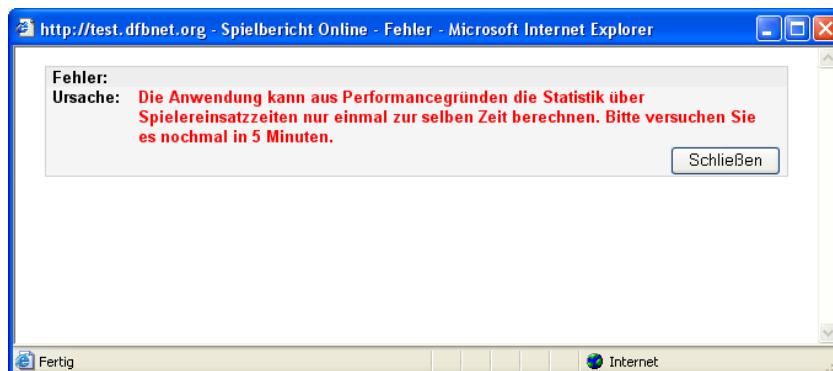 http://test.dfbnet.org - Spielbericht Online - Fehler - Microsoft Internet Explorer
Fehler:
Ursache: Die Anwendung kann aus Performancegründen die Statistik über
Spielereinsatzzeiten nur einmal zur selben Zeit berechnen. Bitte versuchen Sie
es nochmal in 5 Minuten.
Schließen
Fertig Internet